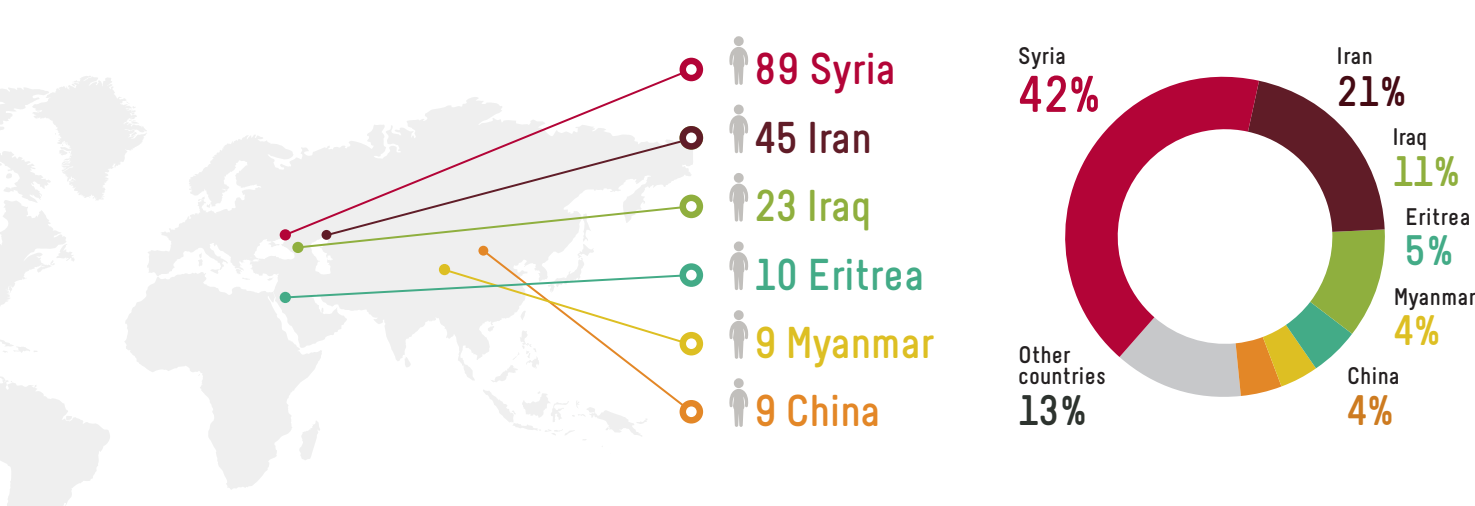 89 Syria
45 Iran
23 Iraq
10 Eritrea
9 Myanmar
9 China
Syria
42%
Iran
21%
Iraq
11%
Eritrea
5%
Myanmar
4%
China
4%
Other
countries
13%